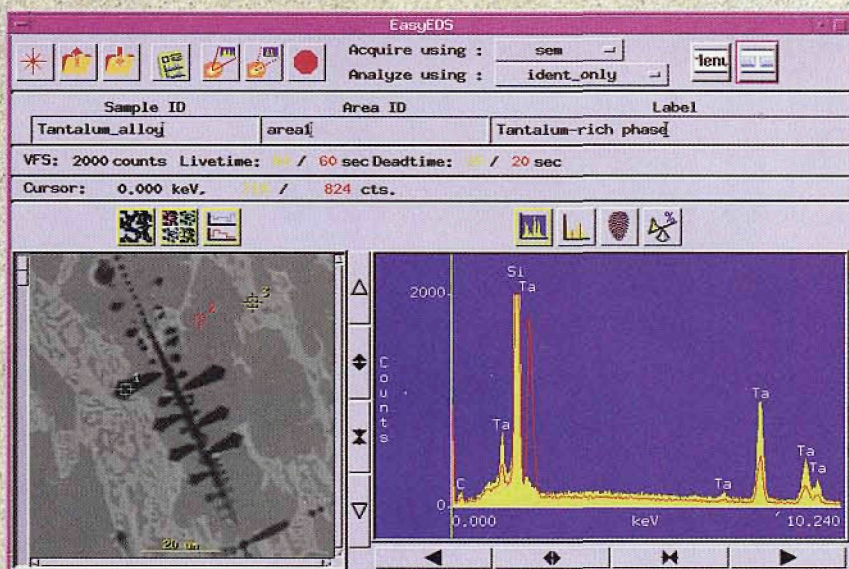 EasyEDS
Acquire using : sem
Analyze using : ident_only
Menu
Sample ID Area ID Label
Tantalum_alloy area1 Tantalum-rich phase
VFS: 2000 counts Livetime: / 60 sec Deadtime: / 20 sec
Cursor: 0.000 keV, / 824 cts.
%
1
2
3
20 um
2000
Counts
0
Si
Ta
Ta
C
Ta
Ta
Ta
Ta
0.000 keV 10.240